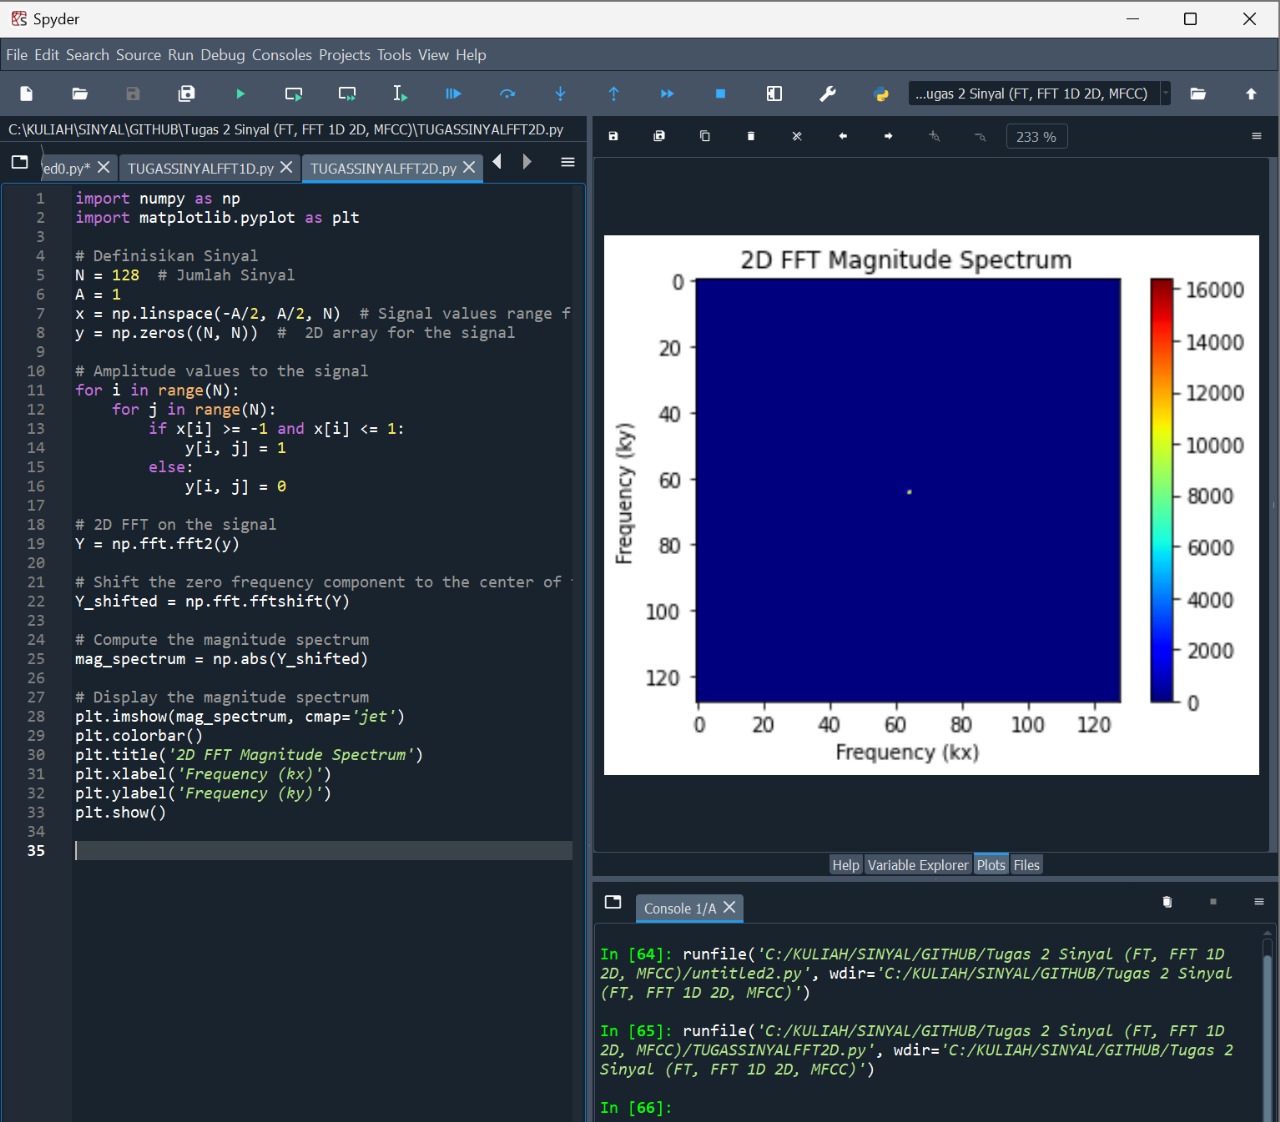 Spyder
File Edit Search Source Run Debug Consoles Projects Tools View Help
...ugas 2 Sinyal (FT, FFT 1D 2D, MFCC)
C:\KULIAH\SINYAL\GITHUB\Tugas 2 Sinyal (FT, FFT 1D 2D, MFCC)\TUGASSINYALFFT2D.py
ed0.py* TUGASSINYALFFT1D.py TUGASSINYALFFT2D.py
1 import numpy as np
2 import matplotlib.pyplot as plt
3
4 # Definisikan Sinyal
5 N = 128  # Jumlah Sinyal
6 A = 1
7 x = np.linspace(-A/2, A/2, N)  # Signal values range f
8 y = np.zeros((N, N))  #  2D array for the signal
9
10 # Amplitude values to the signal
11 for i in range(N):
12     for j in range(N):
13         if x[i] >= -1 and x[i] <= 1:
14             y[i, j] = 1
15         else:
16             y[i, j] = 0
17
18 # 2D FFT on the signal
19 Y = np.fft.fft2(y)
20
21 # Shift the zero frequency component to the center of
22 Y_shifted = np.fft.fftshift(Y)
23
24 # Compute the magnitude spectrum
25 mag_spectrum = np.abs(Y_shifted)
26
27 # Display the magnitude spectrum
28 plt.imshow(mag_spectrum, cmap='jet')
29 plt.colorbar()
30 plt.title('2D FFT Magnitude Spectrum')
31 plt.xlabel('Frequency (kx)')
32 plt.ylabel('Frequency (ky)')
33 plt.show()
34
35
233 %
2D FFT Magnitude Spectrum
Frequency (ky)
0
20
40
60
80
100
120
0 20 40 60 80 100 120
Frequency (kx)
16000
14000
12000
10000
8000
6000
4000
2000
0
Help Variable Explorer Plots Files
Console 1/A
In [64]: runfile('C:/KULIAH/SINYAL/GITHUB/Tugas 2 Sinyal (FT, FFT 1D
2D, MFCC)/untitled2.py', wdir='C:/KULIAH/SINYAL/GITHUB/Tugas 2 Sinyal
(FT, FFT 1D 2D, MFCC)')
In [65]: runfile('C:/KULIAH/SINYAL/GITHUB/Tugas 2 Sinyal (FT, FFT 1D
2D, MFCC)/TUGASSINYALFFT2D.py', wdir='C:/KULIAH/SINYAL/GITHUB/Tugas 2
Sinyal (FT, FFT 1D 2D, MFCC)')
In [66]: